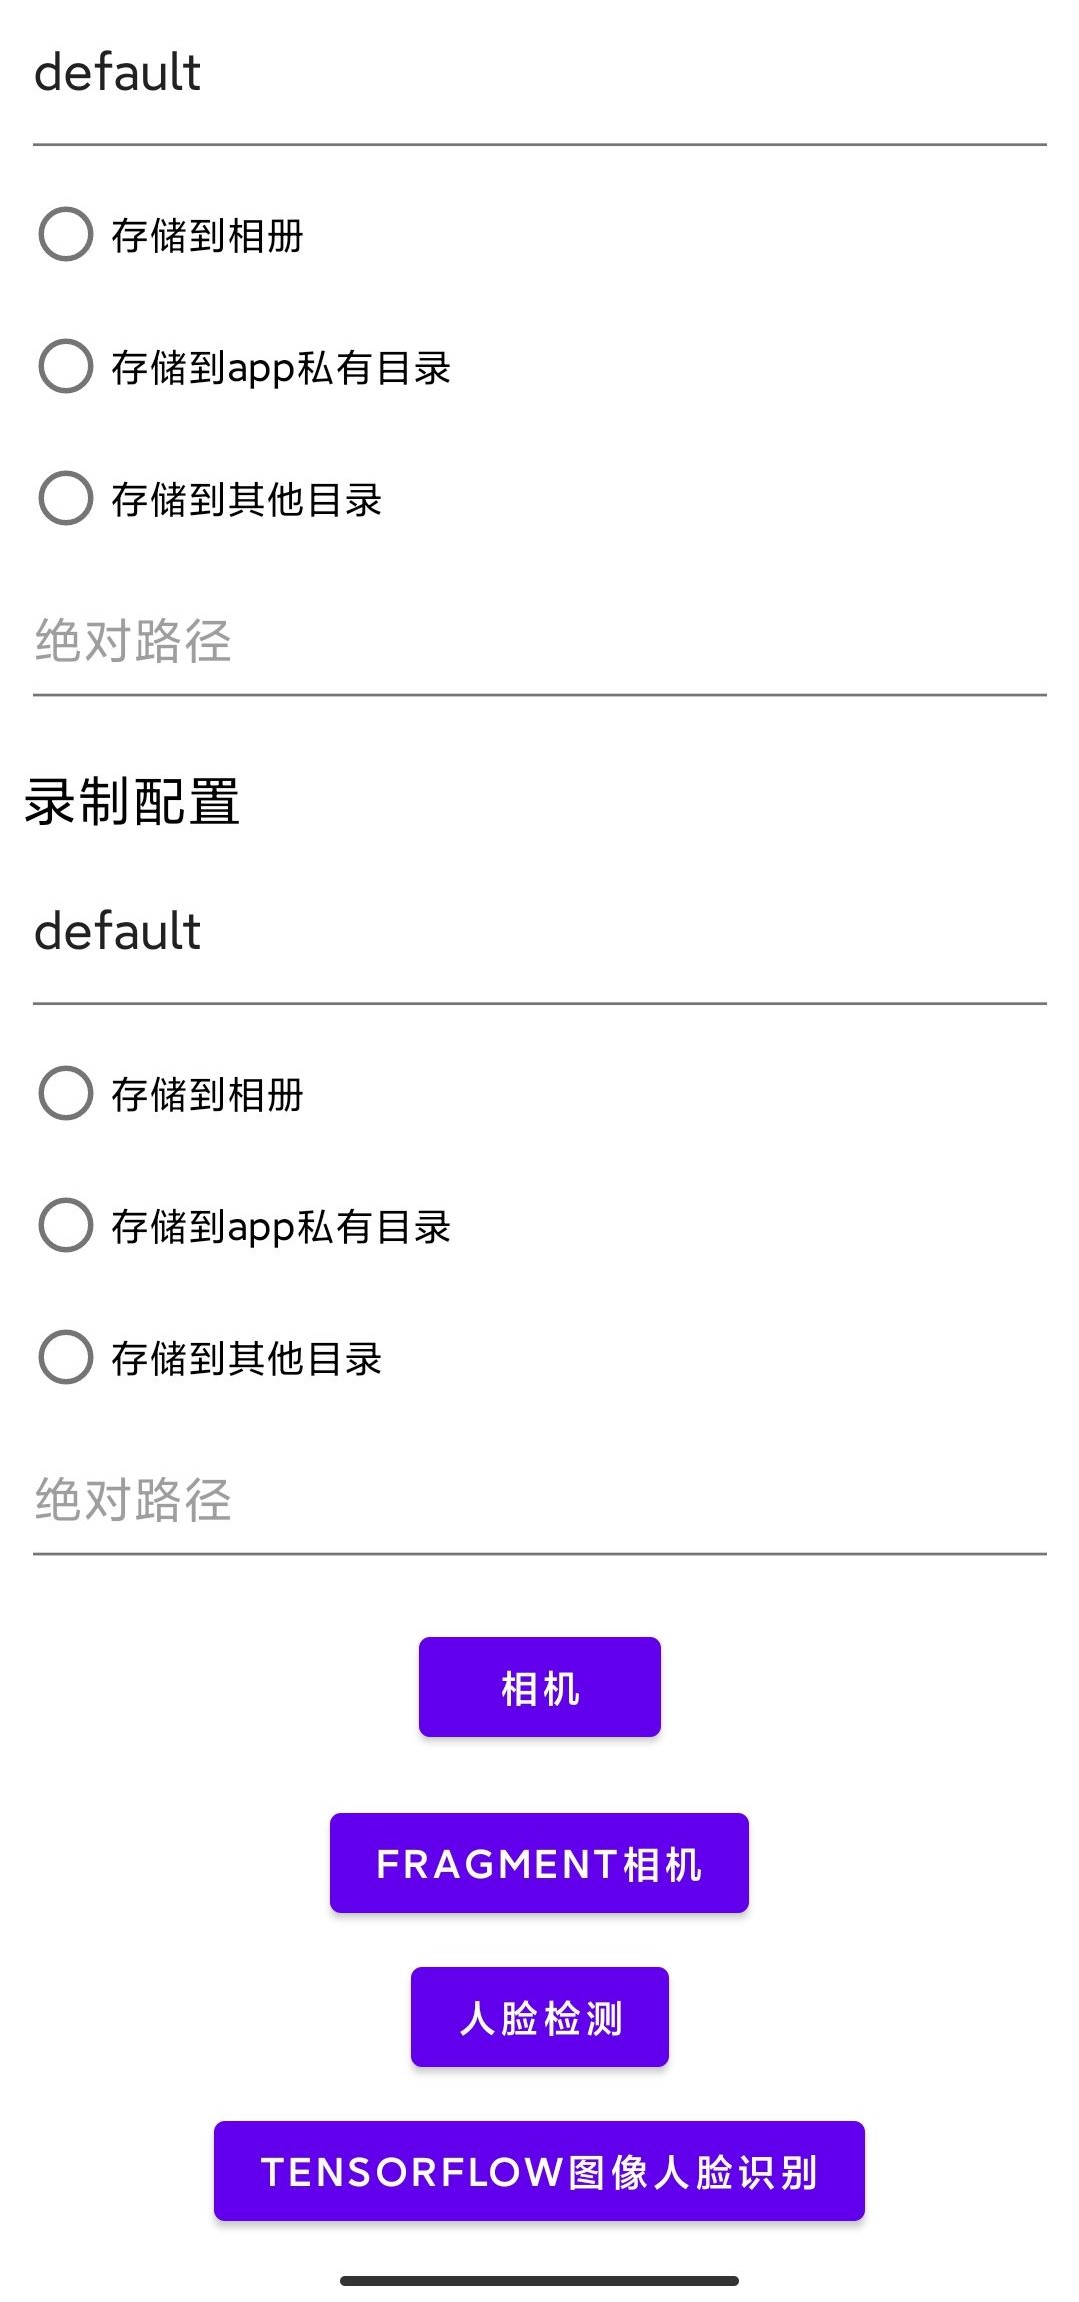 default
存储到相册
存储到app私有目录
存储到其他目录
绝对路径
录制配置
default
存储到相册
存储到app私有目录
存储到其他目录
绝对路径
相机
FRAGMENT相机
人脸检测
TENSORFLOW图像人脸识别